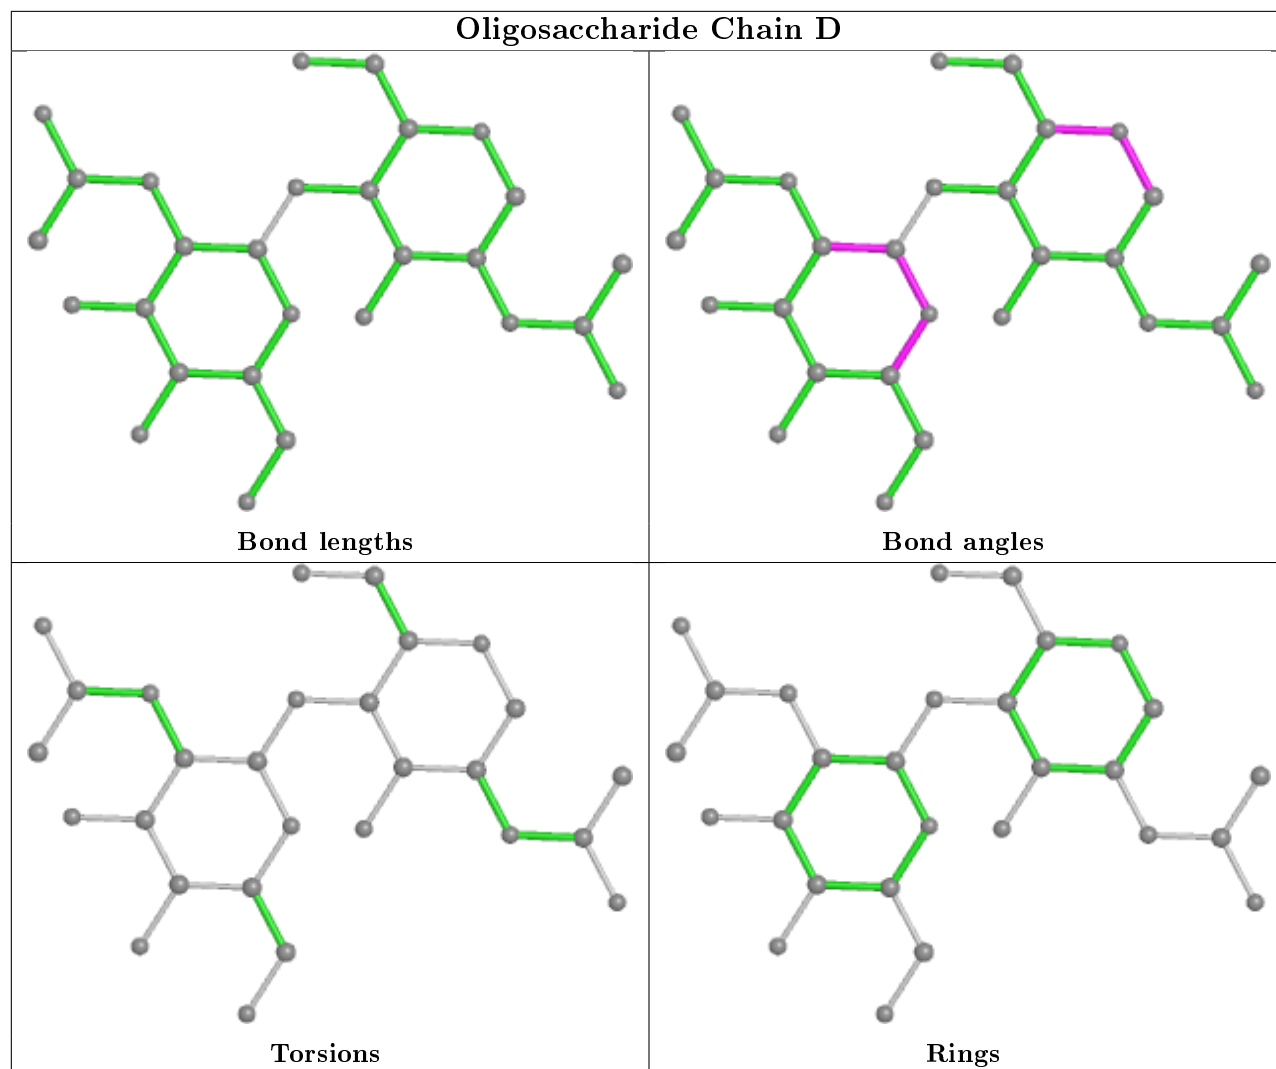 Oligosaccharide Chain D
Bond lengths
Bond angles
Torsions
Rings